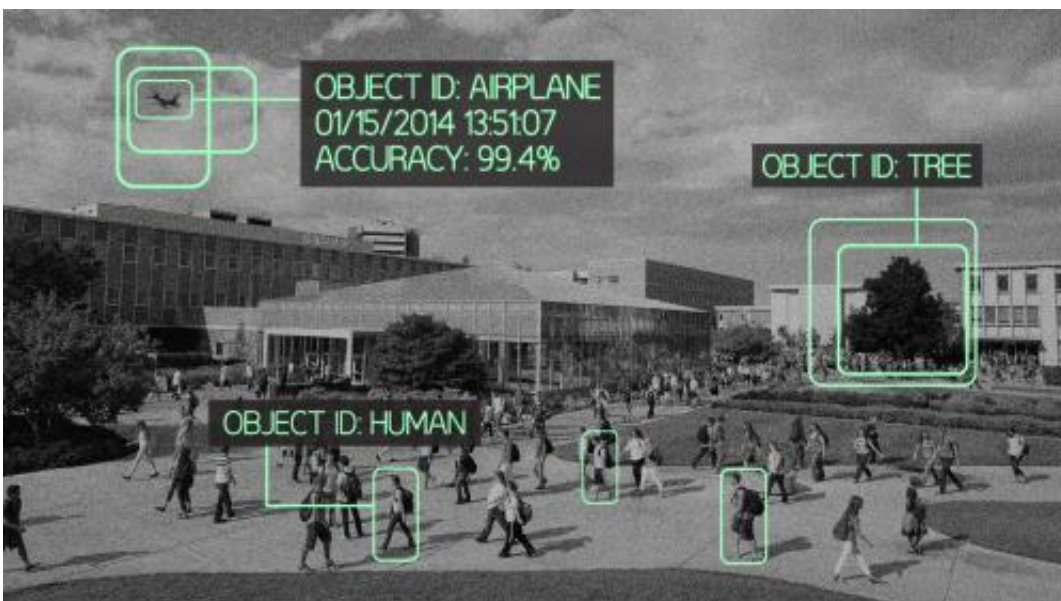 OBJECT ID: AIRPLANE
01/15/2014 13:51:07
ACCURACY: 99.4%
OBJECT ID: TREE
OBJECT ID: HUMAN